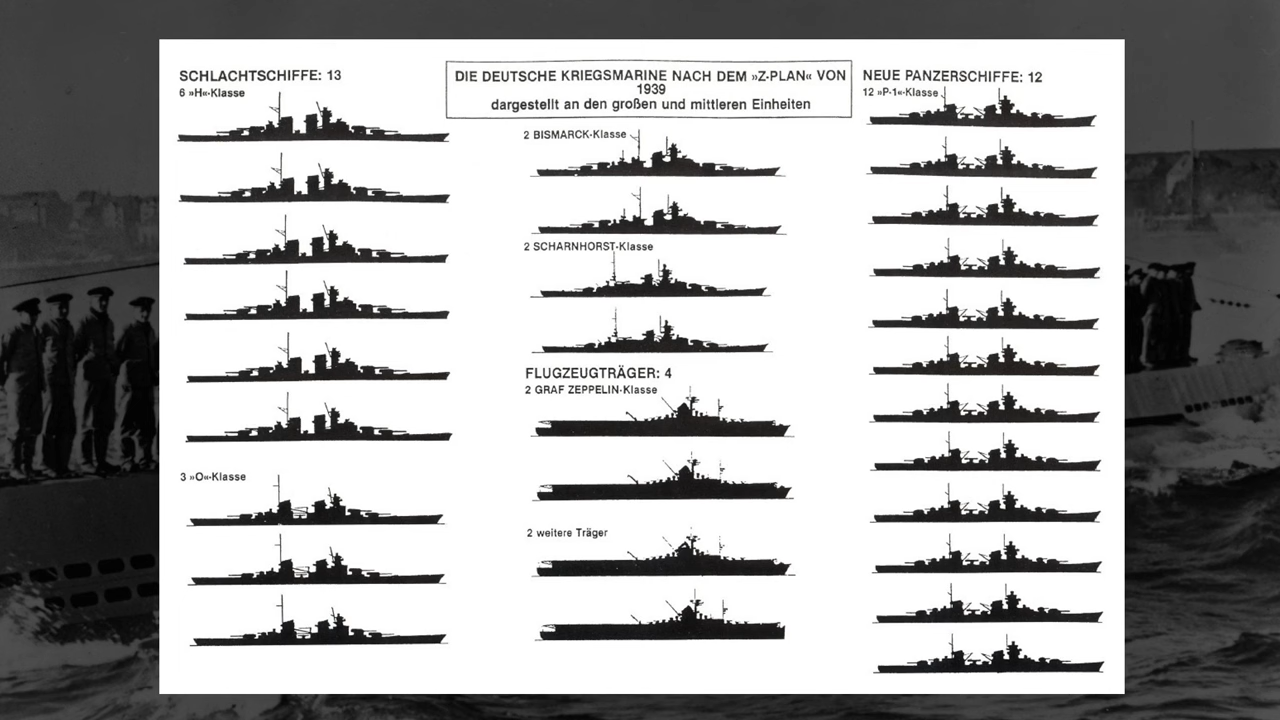 SCHLACHTSCHIFFE: 13
6 »H«-Klasse
3 »O«-Klasse
DIE DEUTSCHE KRIEGSMARINE NACH DEM »Z-PLAN« VON
1939
dargestellt an den großen und mittleren Einheiten
2 BISMARCK-Klasse
2 SCHARNHORST-Klasse
FLUGZEUGTRÄGER: 4
2 GRAF ZEPPELIN-Klasse
2 weitere Träger
NEUE PANZERSCHIFFE: 12
12 »P-1«-Klasse